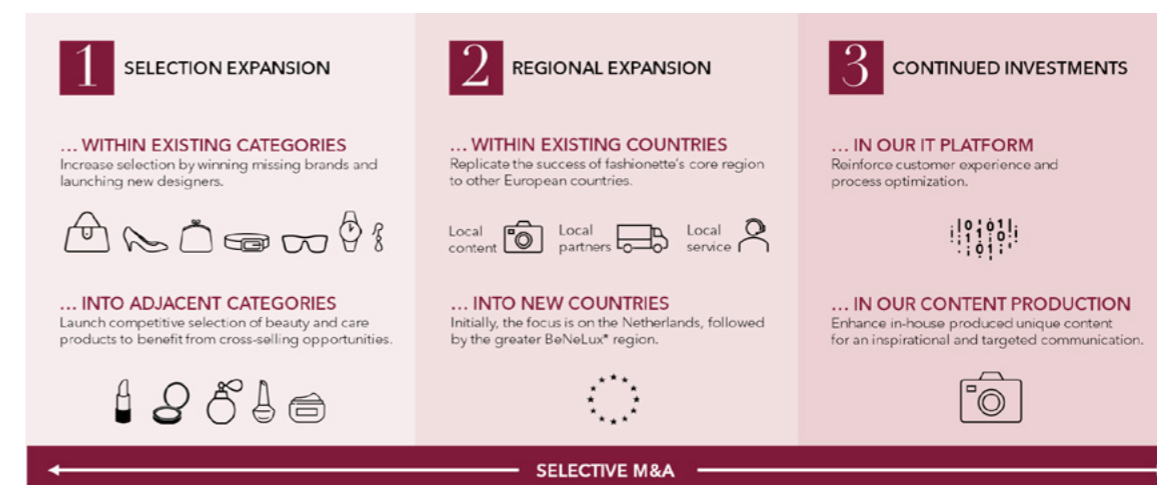 1 SELECTION EXPANSION
... WITHIN EXISTING CATEGORIES
Increase selection by winning missing brands and
launching new designers.
... INTO ADJACENT CATEGORIES
Launch competitive selection of beauty and care
products to benefit from cross-selling opportunities.
2 REGIONAL EXPANSION
... WITHIN EXISTING COUNTRIES
Replicate the success of fashionette's core region
to other European countries.
Local
content
Local
partners
Local
service
... INTO NEW COUNTRIES
Initially, the focus is on the Netherlands, followed
by the greater BeNeLux* region.
3 CONTINUED INVESTMENTS
... IN OUR IT PLATFORM
Reinforce customer experience and
process optimization.
... IN OUR CONTENT PRODUCTION
Enhance in-house produced unique content
for an inspirational and targeted communication.
SELECTIVE M&A